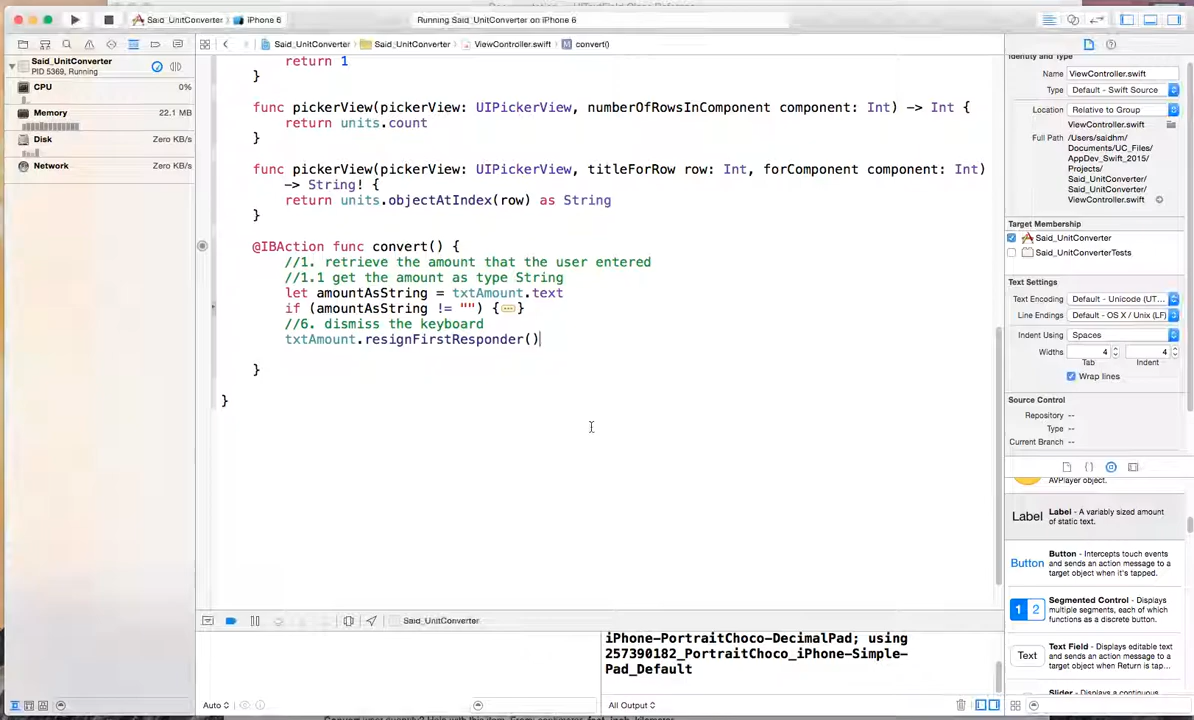 Said_UnitConverter
iPhone 6
Running Said_UnitConverter on iPhone 6
Said_UnitConverter
Said_UnitConverter
ViewController.swift
M
convert()
Said_UnitConverter
PID 5369, Running
CPU
0%
Memory
22.1 MB
Disk
Zero KB/s
Network
Zero KB/s
return 1
}
func pickerView(pickerView: UIPickerView, numberOfRowsInComponent component: Int) -> Int {
return units.count
}
func pickerView(pickerView: UIPickerView, titleForRow row: Int, forComponent component: Int)
-> String! {
return units.objectAtIndex(row) as String
}
@IBAction func convert() {
//1. retrieve the amount that the user entered
//1.1 get the amount as type String
let amountAsString = txtAmount.text
if (amountAsString != "") {...}
//6. dismiss the keyboard
txtAmount.resignFirstResponder()
}
}
Said_UnitConverter
Auto
iPhone-PortraitChoco-DecimalPad; using
257390182_PortraitChoco_iPhone-Simple-
Pad_Default
All Output
Identity and Type
Name ViewController.swift
Type Default - Swift Source
Location Relative to Group
ViewController.swift
Full Path /Users/saidhm/
Documents/UC_Files/
AppDev_Swift_2015/
Projects/
Said_UnitConverter/
Said_UnitConverter/
ViewController.swift
Target Membership
Said_UnitConverter
Said_UnitConverterTests
Text Settings
Text Encoding Default - Unicode (UT...
Line Endings Default - OS X / Unix (LF)
Indent Using Spaces
Widths 4 4
Tab Indent
Wrap lines
Source Control
Repository --
Type --
Current Branch --
AVPlayer object.
Label
Label - A variably sized amount
of static text.
Button
Button - Intercepts touch events
and sends an action message to a
target object when it's tapped.
1 2
Segmented Control - Displays
multiple segments, each of which
functions as a discrete button.
Text
Text Field - Displays editable text
and sends an action message to a
target object when Return is tap...
Slider - Displays a continuous